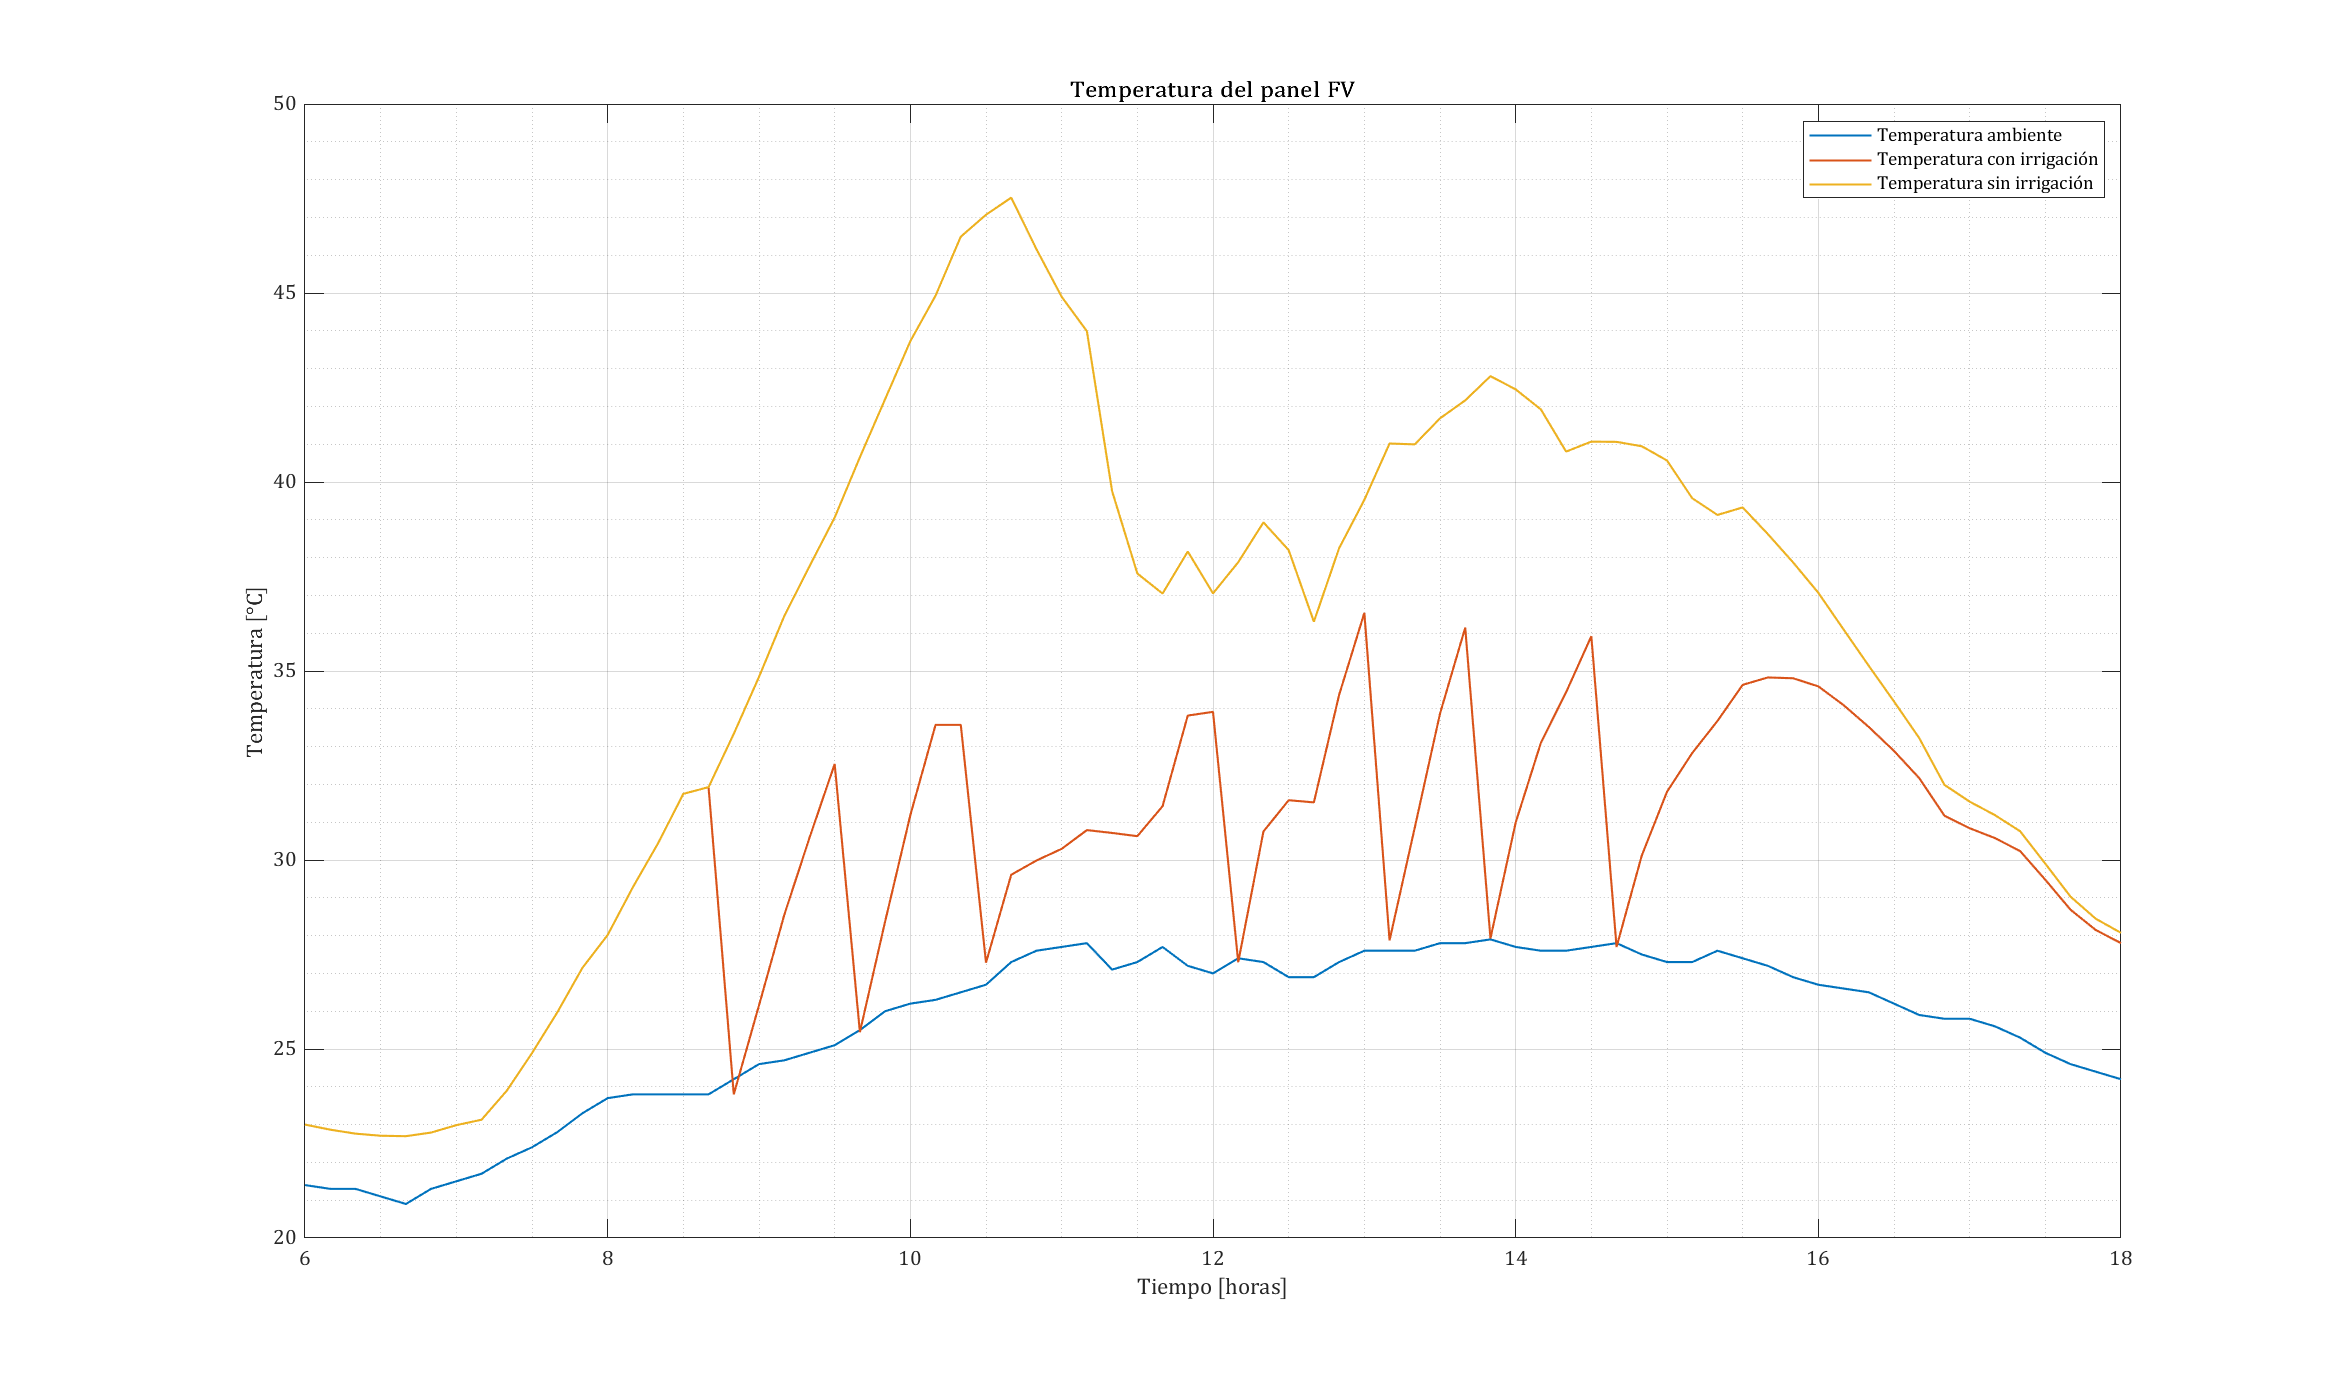 Temperatura del panel FV
50
45
40
35
30
25
20
Temperatura [°C]
Temperatura ambiente
Temperatura con irrigación
Temperatura sin irrigación
6 8 10 12 14 16 18
Tiempo [horas]